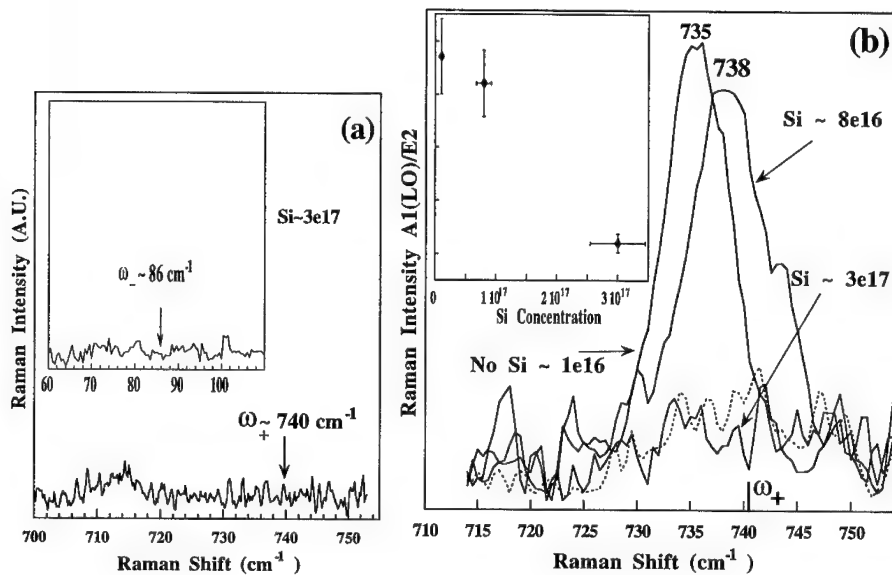 (a)
Raman Intensity (A.U.)
Si~3e17
ω_ ~ 86 cm-1
60 70 80 90 100
ω+ ~ 740 cm-1
700 710 720 730 740 750
Raman Shift (cm-1)
(b)
Raman Intensity A1(LO)/E2
735
738
Si ~ 8e16
Si ~ 3e17
No Si ~ 1e16
0 1 10^17 2 10^17 3 10^17
Si Concentration
ω+
710 715 720 725 730 735 740 745 750
Raman Shift (cm-1)